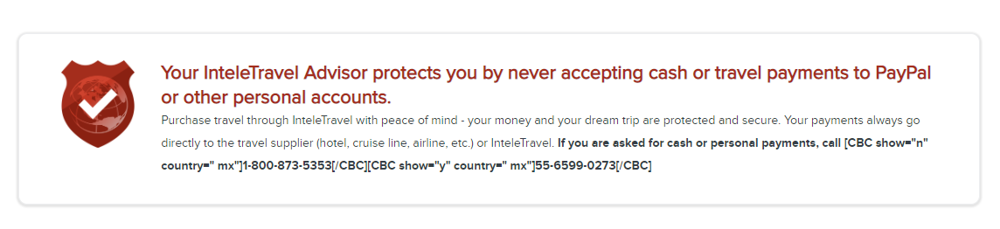 Your InteleTravel Advisor protects you by never accepting cash or travel payments to PayPal
or other personal accounts.
Purchase travel through InteleTravel with peace of mind - your money and your dream trip are protected and secure. Your payments always go
directly to the travel supplier (hotel, cruise line, airline, etc.) or InteleTravel. If you are asked for cash or personal payments, call [CBC show="n"
country=" mx"]1-800-873-5353[/CBC][CBC show="y" country=" mx"]55-6599-0273[/CBC]